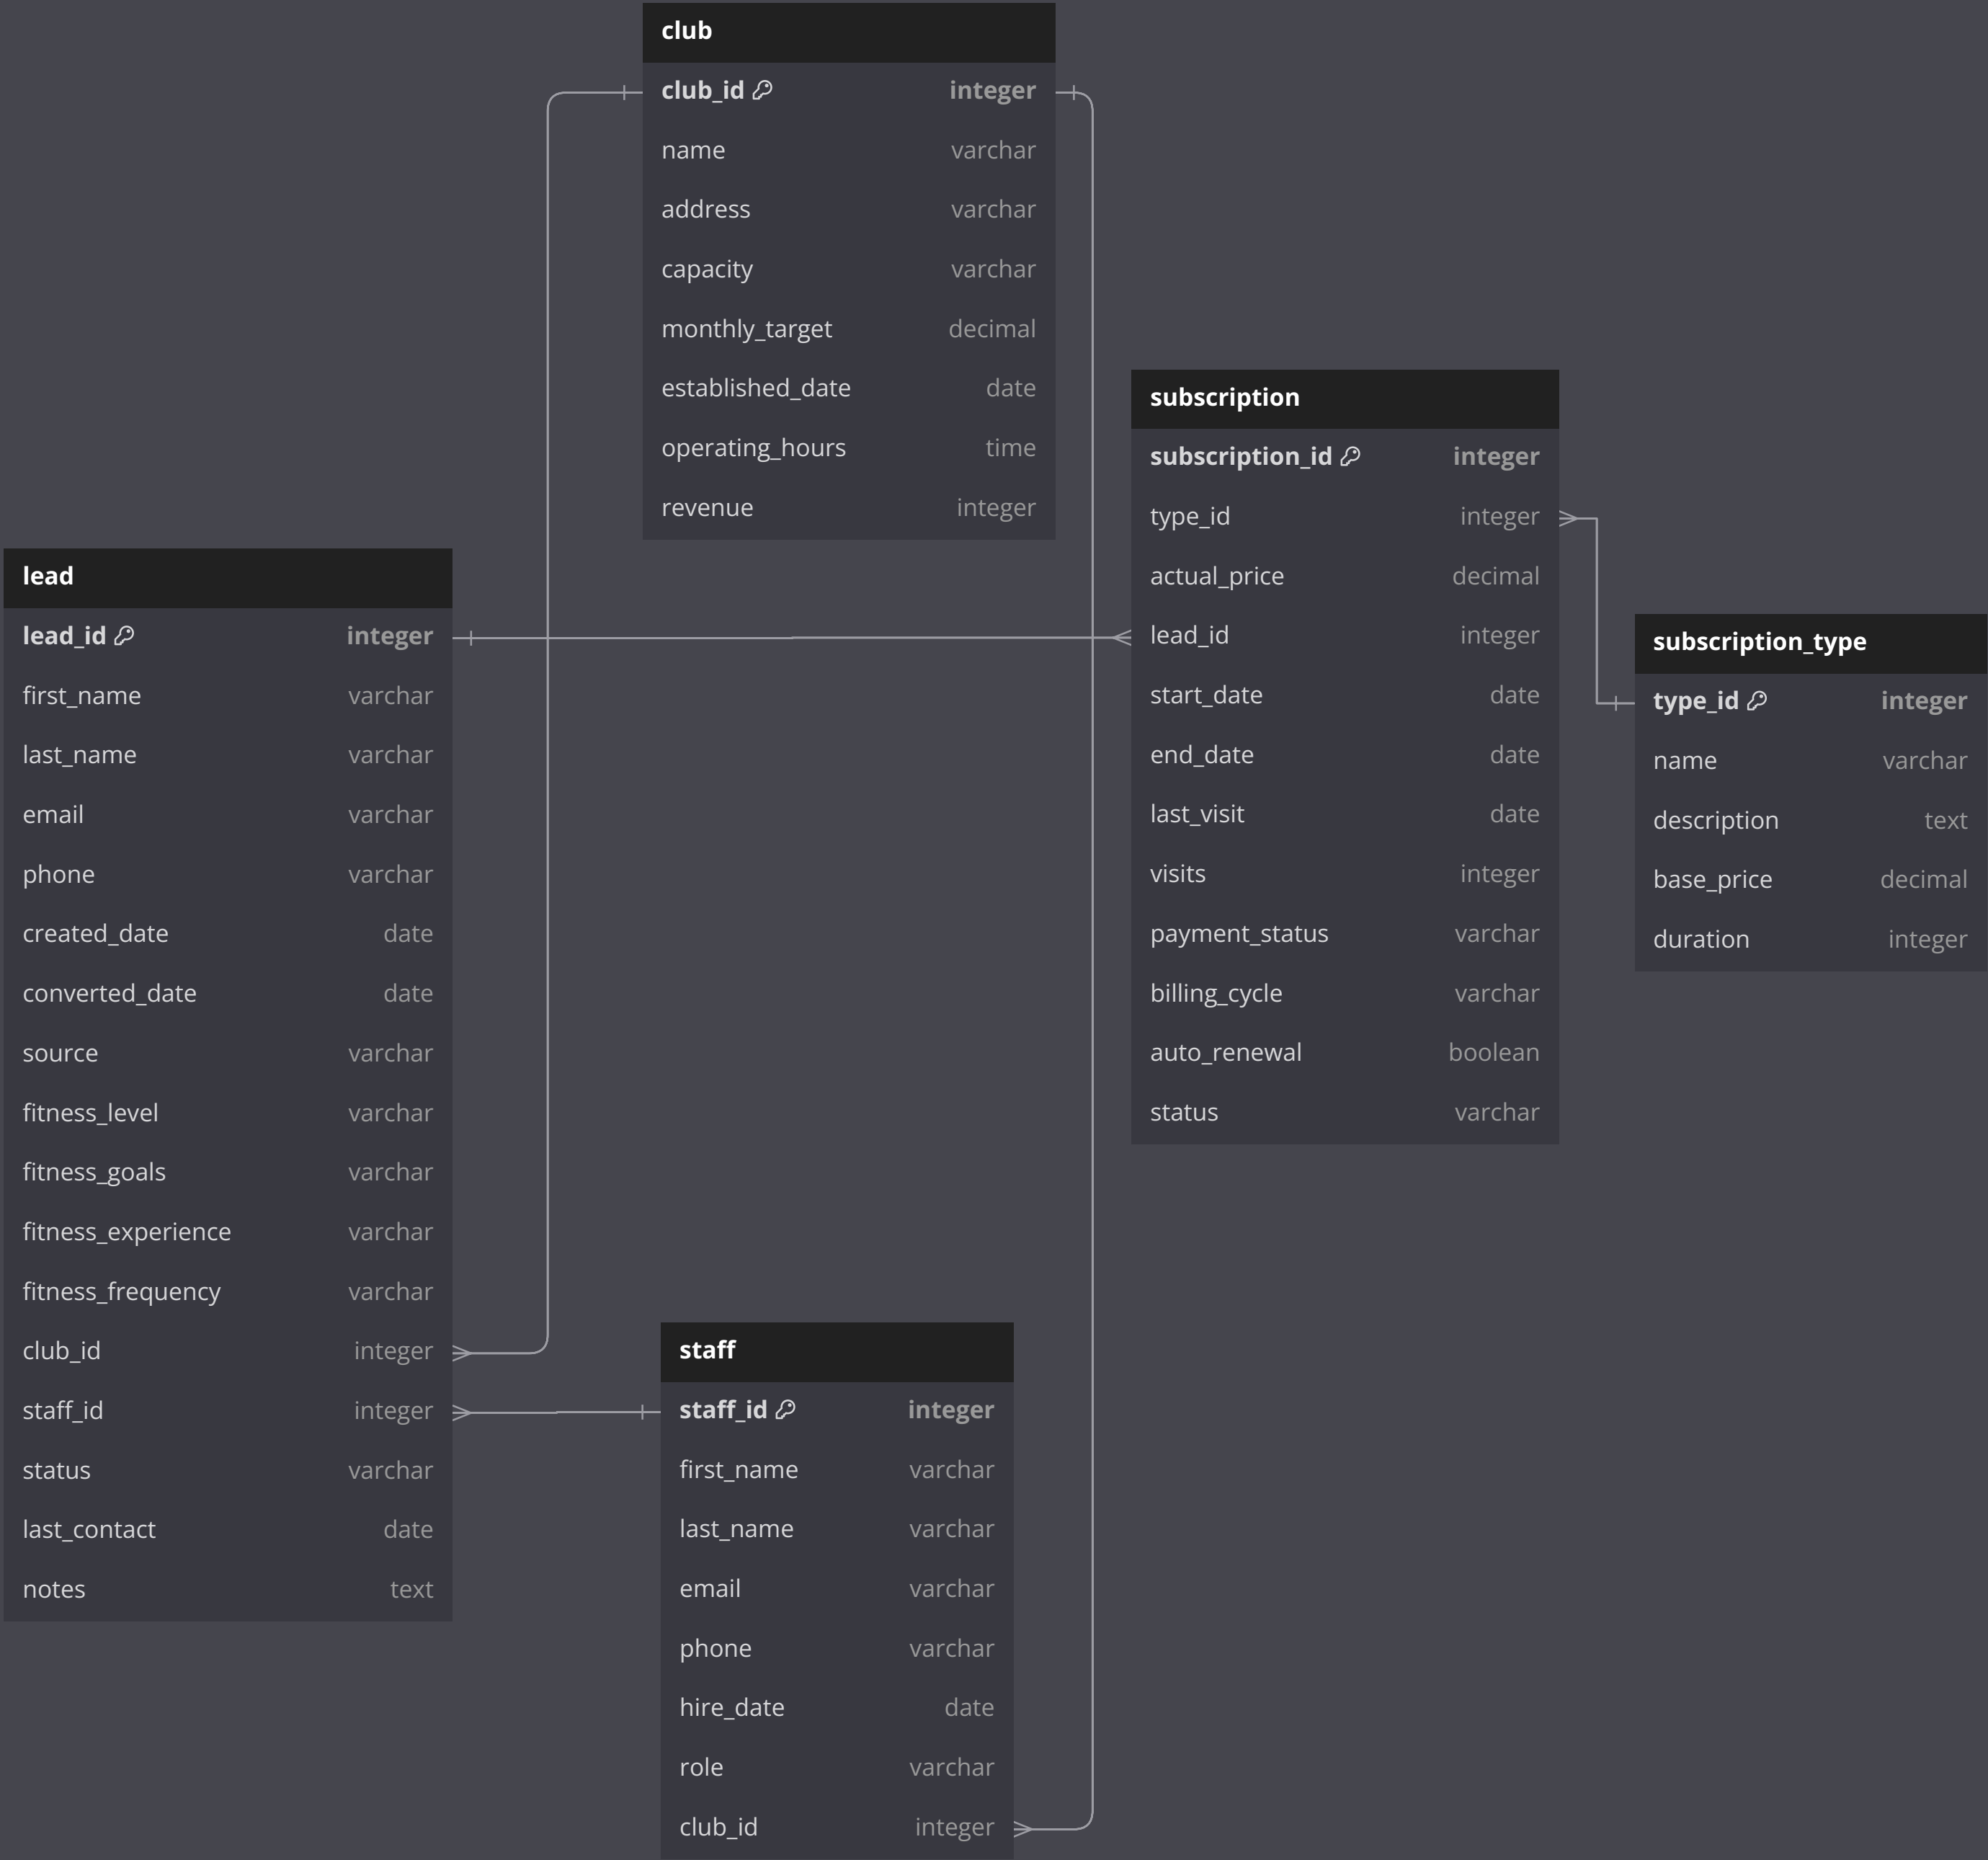 club
club_id integer
name varchar
address varchar
capacity varchar
monthly_target decimal
established_date date
operating_hours time
revenue integer
subscription
subscription_id integer
type_id integer
actual_price decimal
lead_id integer
start_date date
end_date date
last_visit date
visits integer
payment_status varchar
billing_cycle varchar
auto_renewal boolean
status varchar
lead
lead_id integer
first_name varchar
last_name varchar
email varchar
phone varchar
created_date date
converted_date date
source varchar
fitness_level varchar
fitness_goals varchar
fitness_experience varchar
fitness_frequency varchar
club_id integer
staff_id integer
status varchar
last_contact date
notes text
subscription_type
type_id integer
name varchar
description text
base_price decimal
duration integer
staff
staff_id integer
first_name varchar
last_name varchar
email varchar
phone varchar
hire_date date
role varchar
club_id integer